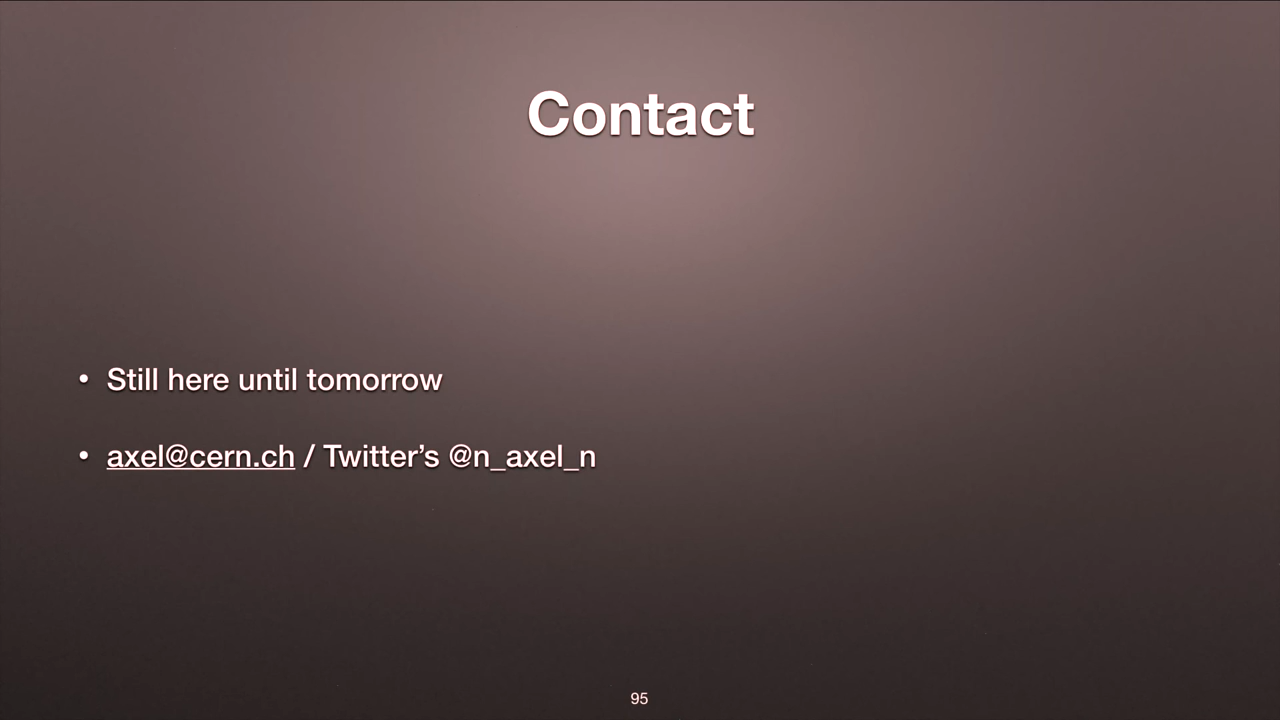 Contact
• Still here until tomorrow
• axel@cern.ch / Twitter’s @n_axel_n
95